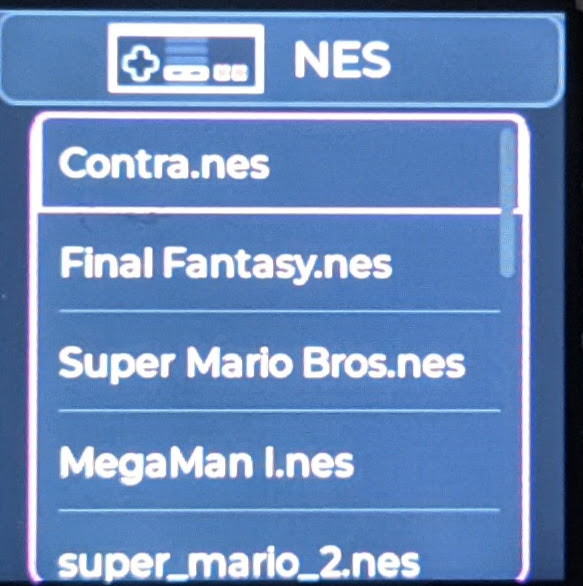 NES
Contra.nes
Final Fantasy.nes
Super Mario Bros.nes
MegaMan I.nes
super_mario_2.nes